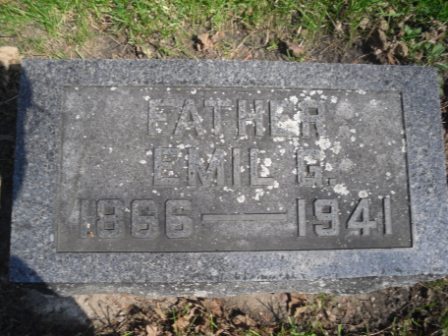 FATHER
EMIL G.
1866 — 1941